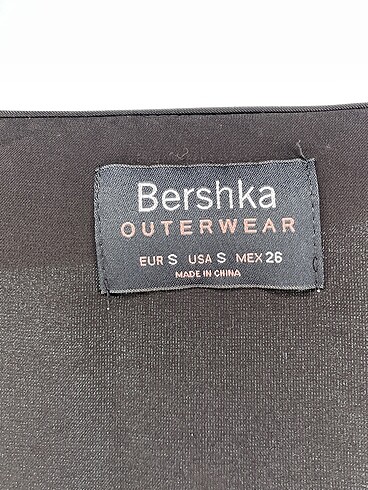 Bershka
OUTERWEAR
EUR S USA S MEX 26
MADE IN CHINA